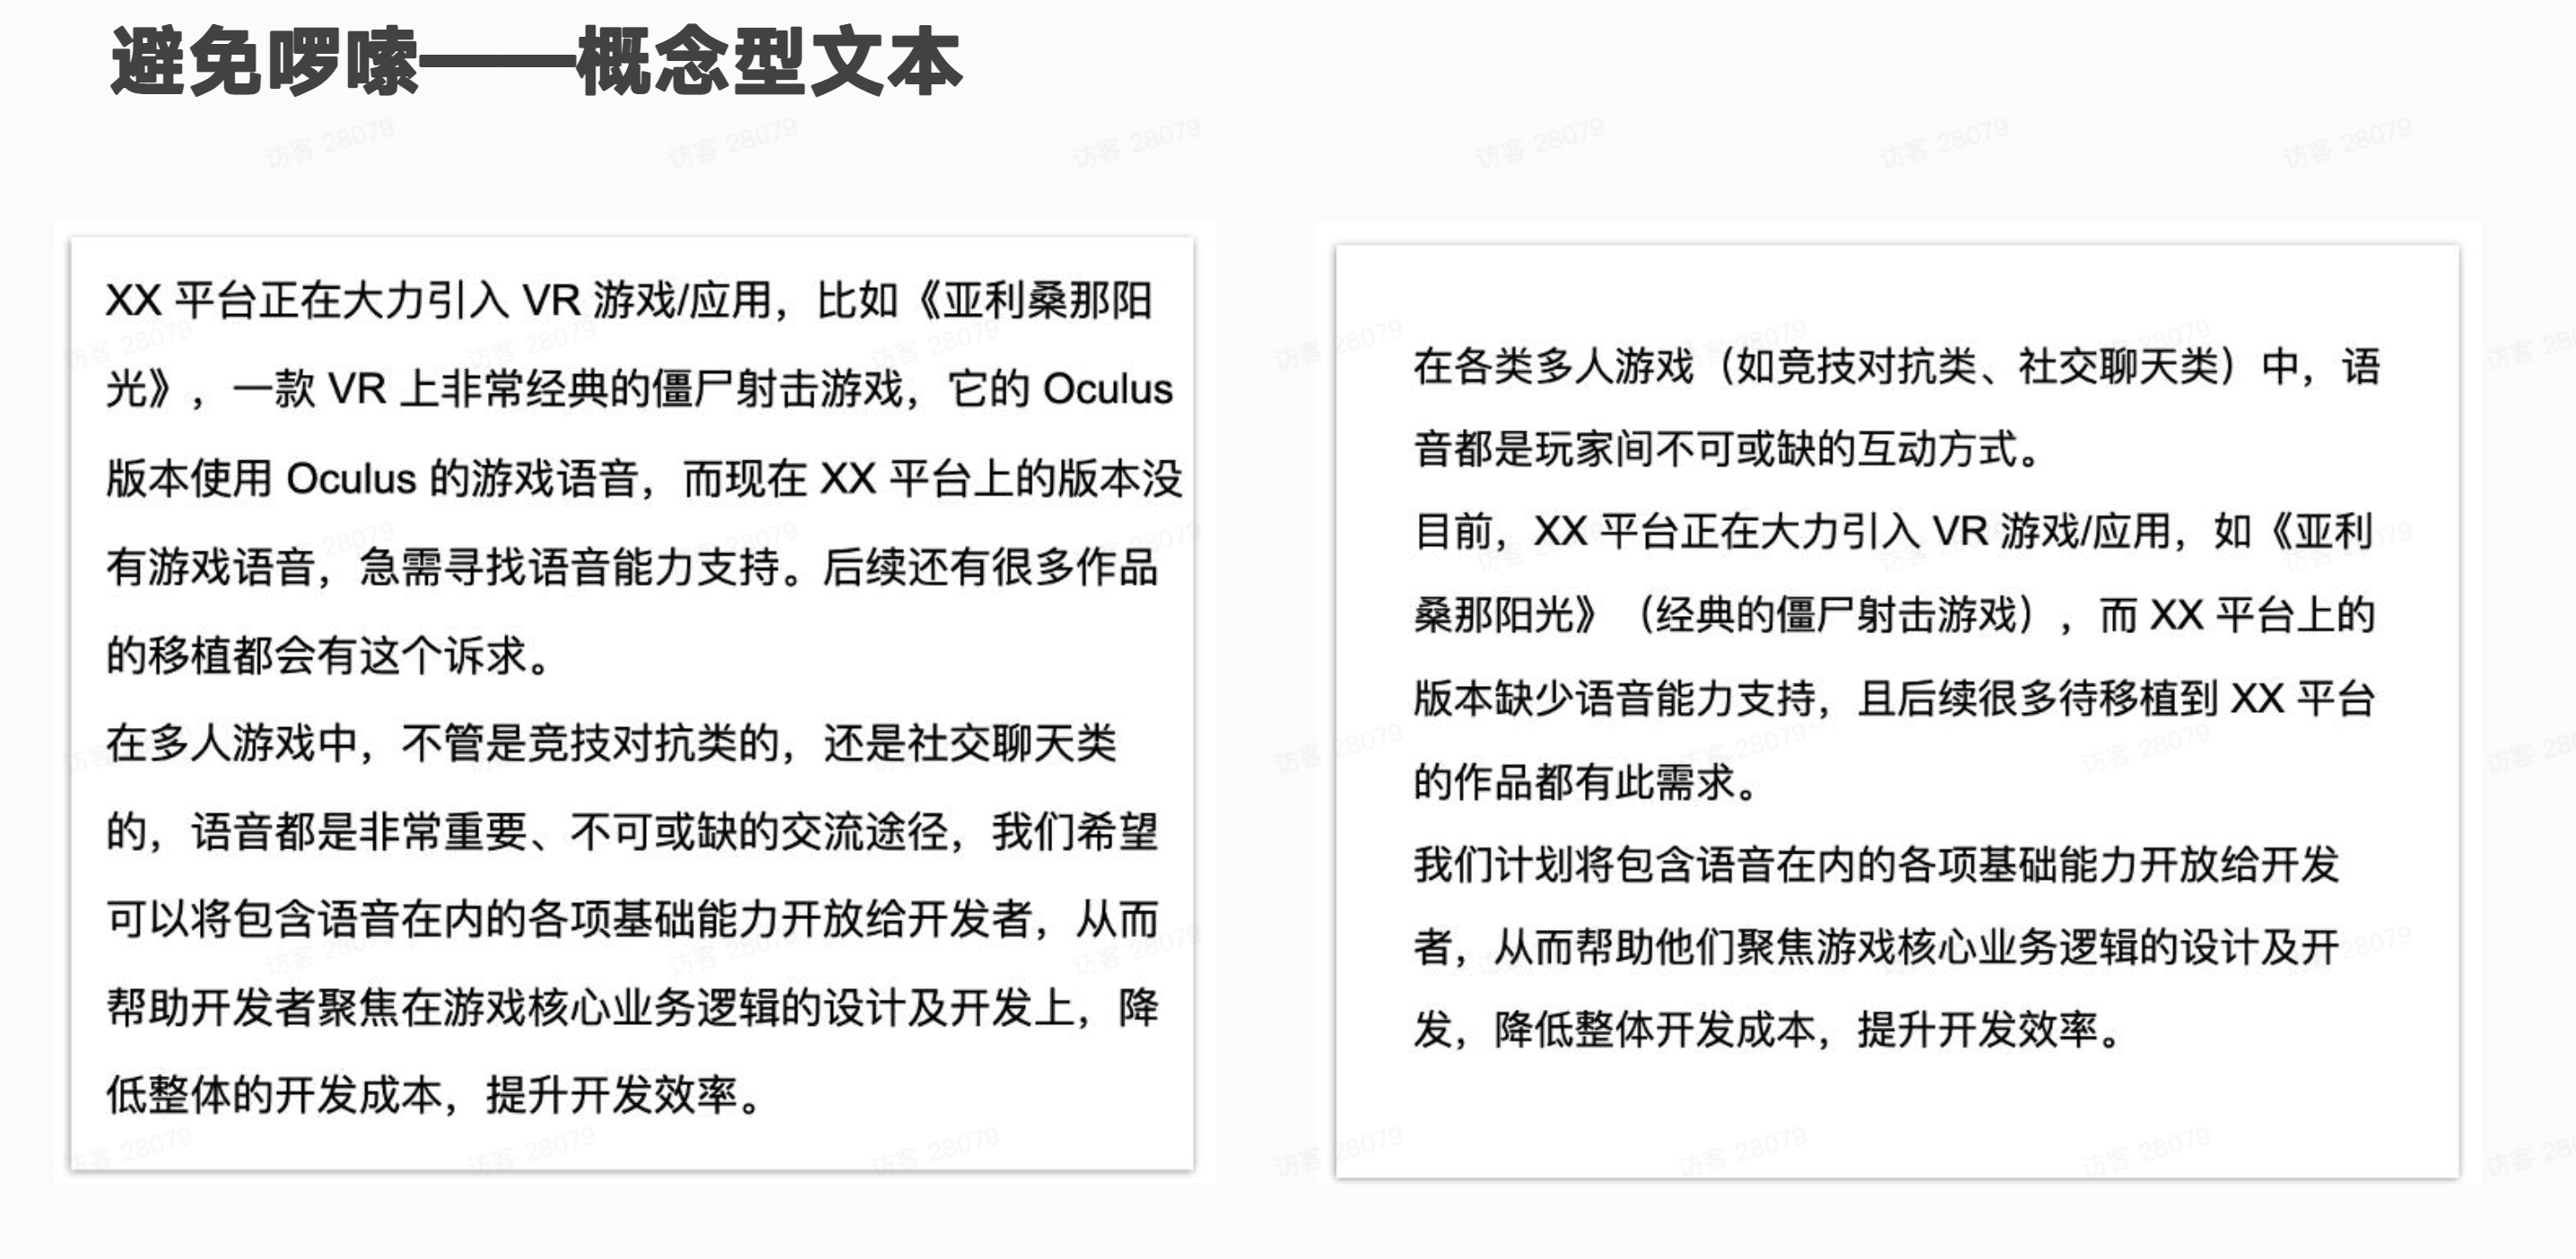 避免啰嗦——概念型文本
XX 平台正在大力引入 VR 游戏/应用，比如《亚利桑那阳
光》，一款 VR 上非常经典的僵尸射击游戏，它的 Oculus
版本使用 Oculus 的游戏语音，而现在 XX 平台上的版本没
有游戏语音，急需寻找语音能力支持。后续还有很多作品
的移植都会有这个诉求。
在多人游戏中，不管是竞技对抗类的，还是社交聊天类
的，语音都是非常重要、不可或缺的交流途径，我们希望
可以将包含语音在内的各项基础能力开放给开发者，从而
帮助开发者聚焦在游戏核心业务逻辑的设计及开发上，降
低整体的开发成本，提升开发效率。
在各类多人游戏（如竞技对抗类、社交聊天类）中，语
音都是玩家间不可或缺的互动方式。
目前，XX 平台正在大力引入 VR 游戏/应用，如《亚利
桑那阳光》（经典的僵尸射击游戏），而 XX 平台上的
版本缺少语音能力支持，且后续很多待移植到 XX 平台
的作品都有此需求。
我们计划将包含语音在内的各项基础能力开放给开发
者，从而帮助他们聚焦游戏核心业务逻辑的设计及开
发，降低整体开发成本，提升开发效率。
访客 28079